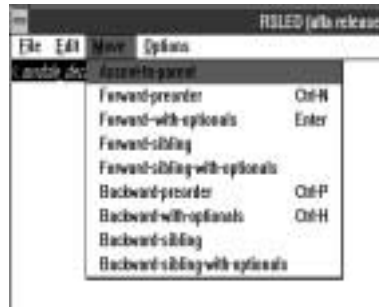 RSLED (alfa release
File Edit Move Options
Ascend-to-parent
Forward-preorder Ctrl-N
Forward-with-optionals Enter
Forward-sibling
Forward-sibling-with-optionals
Backward-preorder Ctrl-P
Backward-with-optionals Ctrl-H
Backward-sibling
Backward-sibling-with-optionals